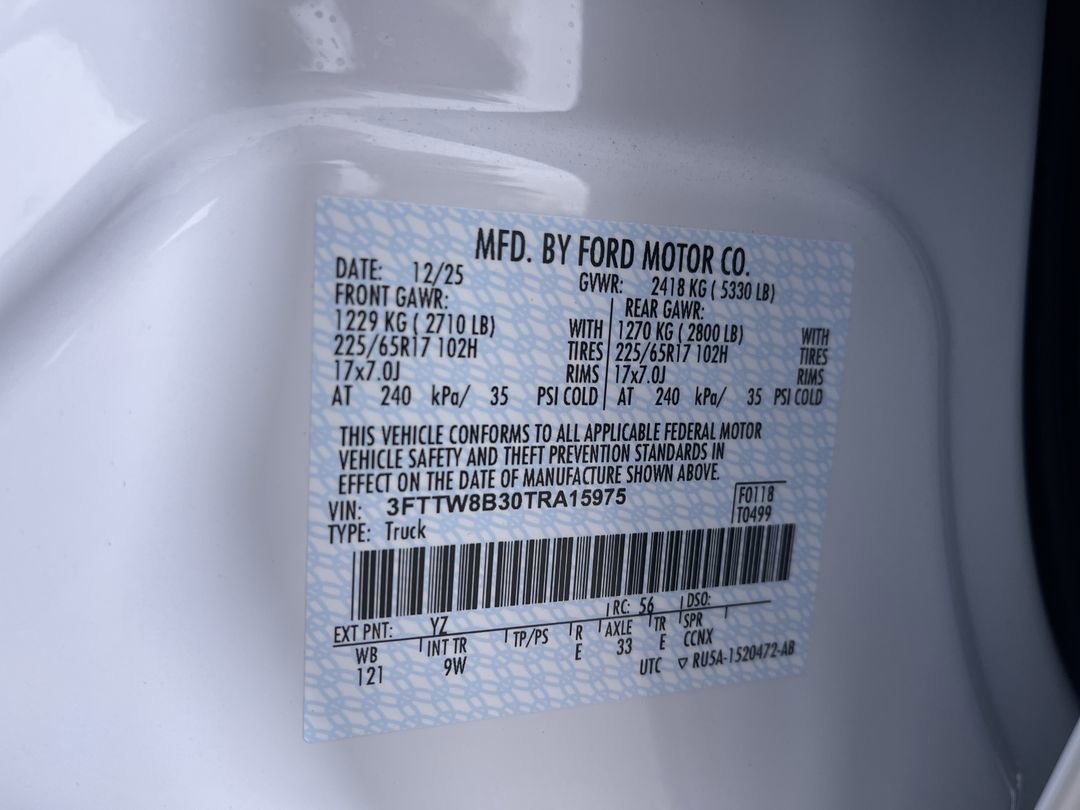 MFD. BY FORD MOTOR CO.
DATE: 12/25 GVWR: 2418 KG ( 5330 LB)
FRONT GAWR: REAR GAWR:
1229 KG ( 2710 LB) WITH 1270 KG ( 2800 LB) WITH
225/65R17 102H TIRES 225/65R17 102H TIRES
17x7.0J RIMS 17x7.0J RIMS
AT 240 kPa/ 35 PSI COLD AT 240 kPa/ 35 PSI COLD
THIS VEHICLE CONFORMS TO ALL APPLICABLE FEDERAL MOTOR
VEHICLE SAFETY AND THEFT PREVENTION STANDARDS IN
EFFECT ON THE DATE OF MANUFACTURE SHOWN ABOVE.
VIN: 3FTTW8B30TRA15975 F0118
TYPE: Truck T0499
EXT PNT: YZ RC: 56 DSO:
WB INT TR TP/PS R AXLE TR SPR
121 9W E 33 E CCNX
UTC ▽ RU5A-1520472-AB